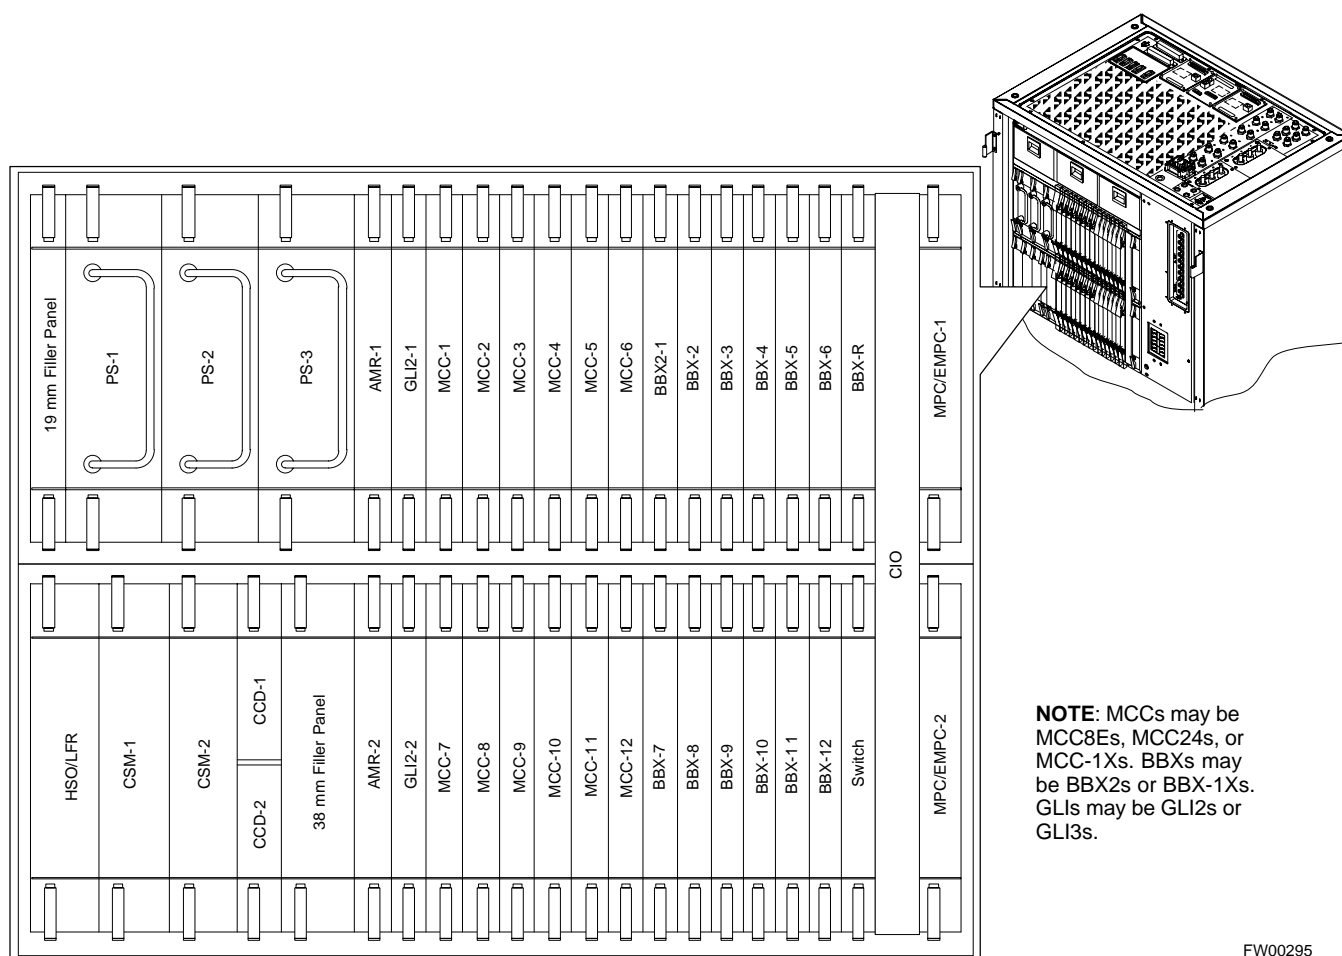 19 mm Filler Panel
PS-1
PS-2
PS-3
AMR-1
GLI2-1
MCC-1
MCC-2
MCC-3
MCC-4
MCC-5
MCC-6
BBX2-1
BBX-2
BBX-3
BBX-4
BBX-5
BBX-6
BBX-R
CIO
MPC/EMPC-1
HSO/LFR
CSM-1
CSM-2
CCD-1
CCD-2
38 mm Filler Panel
AMR-2
GLI2-2
MCC-7
MCC-8
MCC-9
MCC-10
MCC-11
MCC-12
BBX-7
BBX-8
BBX-9
BBX-10
BBX-11
BBX-12
Switch
MPC/EMPC-2
NOTE: MCCs may be
MCC8Es, MCC24s, or
MCC-1Xs. BBXs may
be BBX2s or BBX-1Xs.
GLIs may be GLI2s or
GLI3s.
FW00295